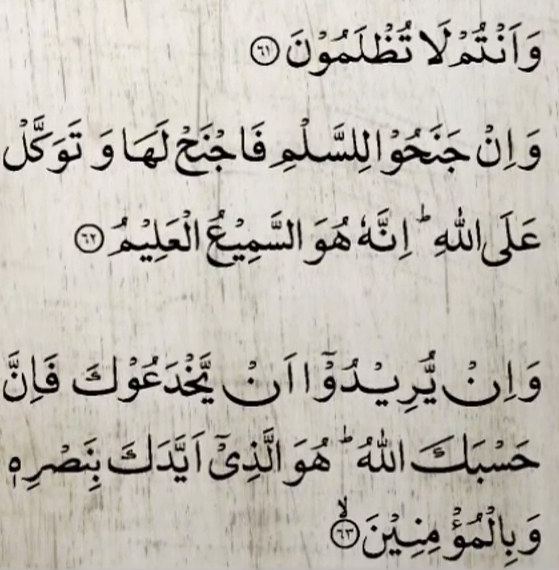 وَاَنْتُمْ لَا تُظْلَمُوْنَ ﴿٦١﴾
وَاِنْ جَنَحُوْا لِلسَّلْمِ فَاجْنَحْ لَهَا وَ تَوَكَّلْ
عَلَى اللّٰهِ ؕ اِنَّهٗ هُوَ السَّمِيْعُ الْعَلِيْمُ ﴿٦٢﴾
وَاِنْ يُّرِيْدُوْۤا اَنْ يَّخْدَعُوْكَ فَاِنَّ
حَسْبَكَ اللّٰهُ ؕ هُوَ الَّذِىْۤ اَيَّدَكَ بِنَصْرِهٖ
وَبِالْمُؤْمِنِيْنَ ۙ﴿٦٣﴾